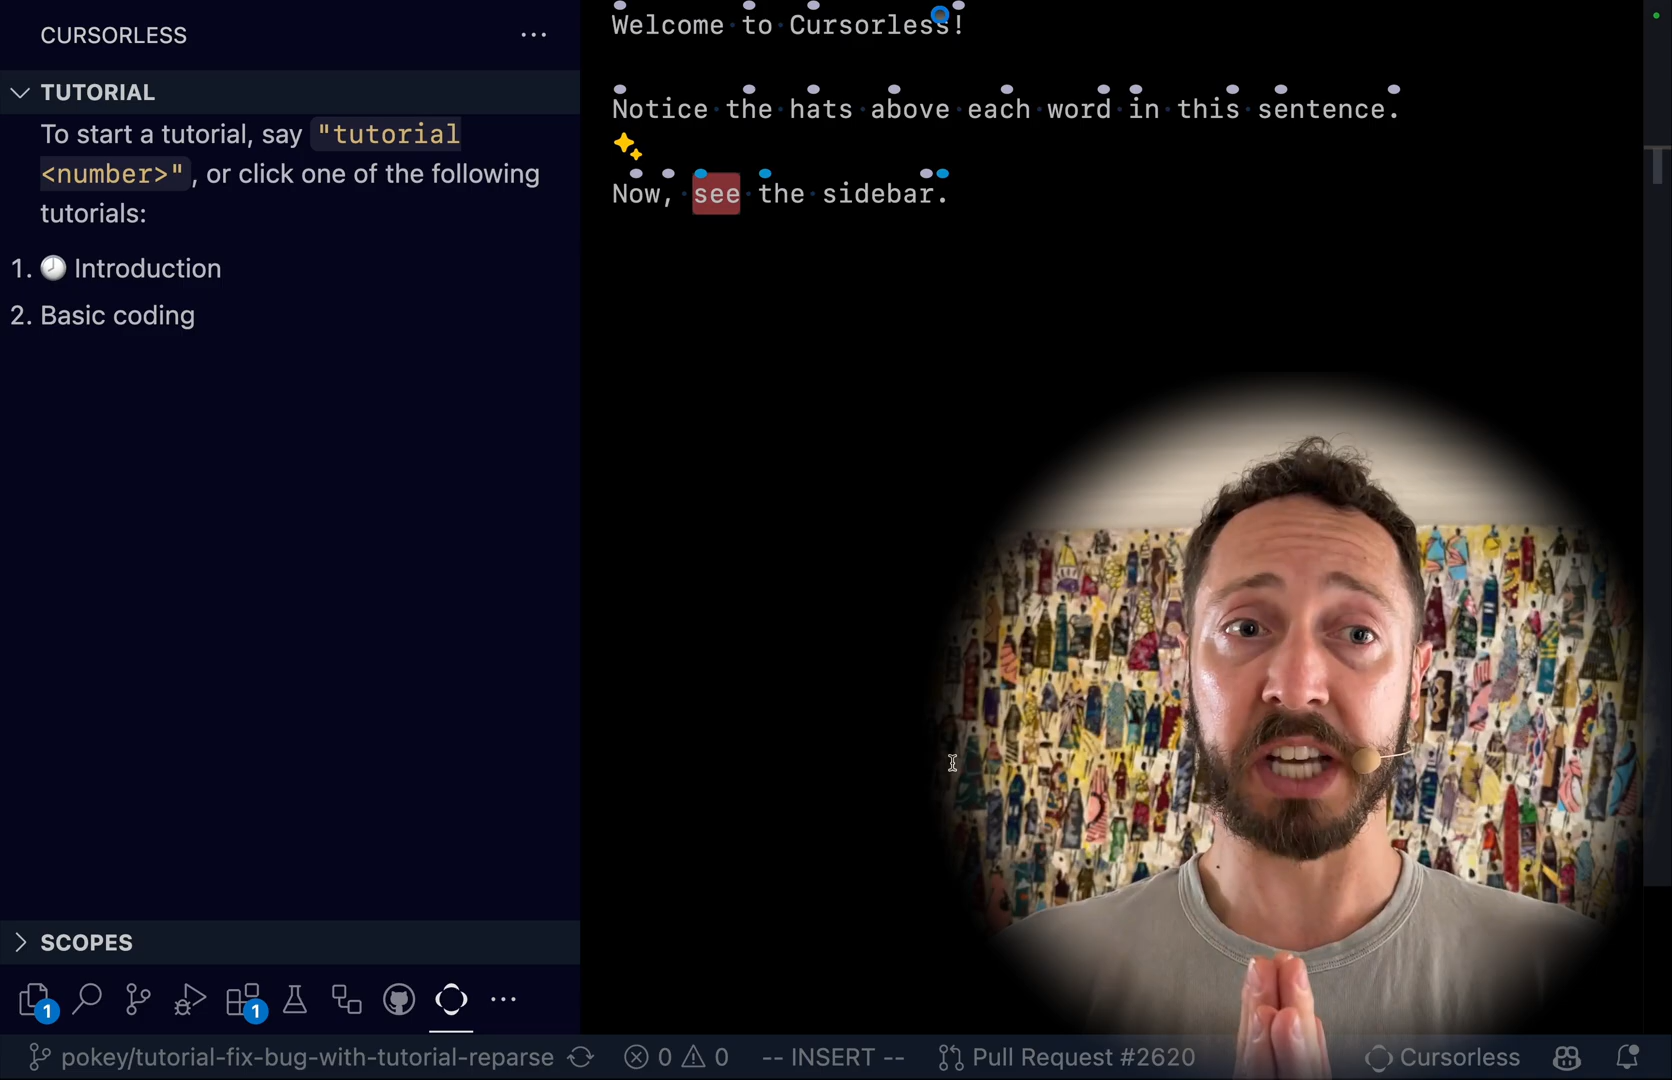 CURSORLESS
TUTORIAL
To start a tutorial, say "tutorial
<number>", or click one of the following
tutorials:
1. Introduction
2. Basic coding
SCOPES
1
1
Welcome to Cursorless!
Notice the hats above each word in this sentence.
Now, see the sidebar.
pokey/tutorial-fix-bug-with-tutorial-reparse 0 0 -- INSERT -- Pull Request #2620 Cursorless